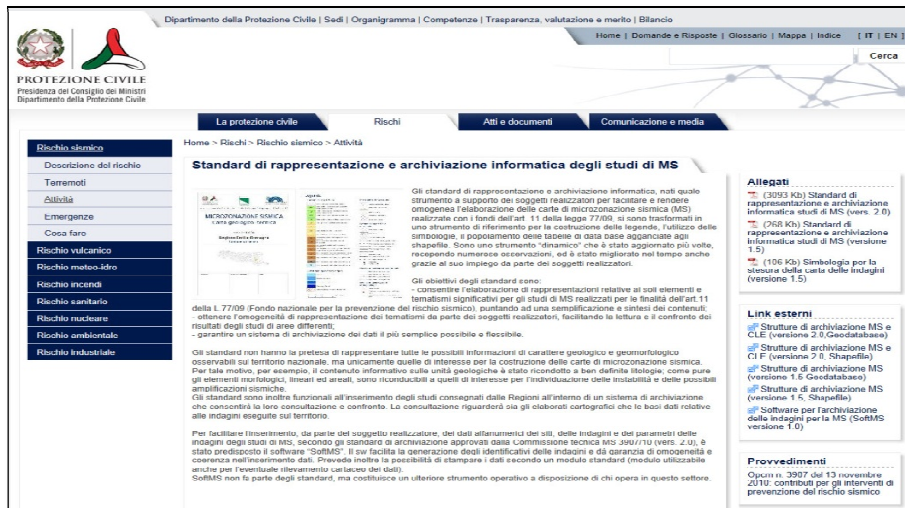 Dipartimento della Protezione Civile | Sedi | Organigramma | Competenze | Trasparenza, valutazione e merito | Bilancio
Home | Domande e Risposte | Glossario | Mappa | Indice [ IT | EN ]
Cerca
PROTEZIONE CIVILE
Presidenza del Consiglio dei Ministri
Dipartimento della Protezione Civile
La protezione civile
Rischi
Atti e documenti
Comunicazione e media
Rischio sismico
Descrizione del rischio
Terremoti
Attività
Emergenze
Cosa fare
Rischio vulcanico
Rischio meteo-idro
Rischio incendi
Rischio sanitario
Rischio nucleare
Rischio ambientale
Rischio industriale
Home > Rischi > Rischio sismico > Attività
Standard di rappresentazione e archiviazione informatica degli studi di MS
MICROZONAZIONE SISMICA
Gli standard di rappresentazione e archiviazione informatica, nati quale
strumento a supporto dei soggetti realizzatori per facilitare e rendere
omogenea l'elaborazione delle carte di microzonazione sismica (MS)
realizzate con i fondi dell'art. 11 della legge 77/09, si sono trasformati in
uno strumento di riferimento per la costruzione delle legende, l'utilizzo delle
simbologie, il popolamento delle tabelle di data base agganciate agli
shapefile. Sono uno strumento "dinamico" che è stato aggiornato più volte,
recependo numerose osservazioni, ed è stato migliorato nel tempo anche
grazie al suo impiego da parte dei soggetti realizzatori.
Gli obiettivi degli standard sono:
- consentire l'elaborazione di rappresentazioni relative ai soli elementi e
tematismi significativi per gli studi di MS realizzati per le finalità dell'art.11
della L.77/09 (Fondo nazionale per la prevenzione del rischio sismico), puntando ad una semplificazione e sintesi dei contenuti;
- ottenere l'omogeneità di rappresentazione dei tematismi da parte dei soggetti realizzatori, facilitando la lettura e il confronto dei
risultati degli studi di aree differenti;
- garantire un sistema di archiviazione dei dati il più semplice possibile e flessibile.
Gli standard non hanno la pretesa di rappresentare tutte le possibili informazioni di carattere geologico e geomorfologico
osservabili sul territorio nazionale, ma unicamente quelle di interesse per la costruzione delle carte di microzonazione sismica.
Per tale motivo, per esempio, il contenuto informativo sulle unità geologiche è stato ricondotto a ben definite litologie; come pure
gli elementi morfologici, lineari ed areali, sono riconducibili a quelli di interesse per l'individuazione delle instabilità e delle possibili
amplificazioni sismiche.
Gli standard sono inoltre funzionali all'inserimento degli studi consegnati dalle Regioni all'interno di un sistema di archiviazione
che consentirà la loro consultazione e confronto. La consultazione riguarderà sia gli elaborati cartografici che le basi dati relative
alle indagini eseguite sul territorio.
Per facilitare l'inserimento, da parte del soggetto realizzatore, dei dati alfanumerici dei siti, delle indagini e dei parametri delle
indagini degli studi di MS, secondo gli standard di archiviazione approvati dalla Commissione tecnica MS 3907/10 (vers. 2.0), è
stato predisposto il software "SoftMS". Il sw facilita la generazione degli identificativi delle indagini e dà garanzia di omogeneità e
coerenza nell'inserimento dati. Prevede inoltre la possibilità di stampare i dati secondo un modulo standard (modulo utilizzabile
anche per l'eventuale rilevamento cartaceo dei dati).
SoftMS non fa parte degli standard, ma costituisce un ulteriore strumento operativo a disposizione di chi opera in questo settore.
Allegati
(3093 Kb) Standard di
rappresentazione e archiviazione
informatica studi di MS (vers. 2.0)
(268 Kb) Standard di
rappresentazione e archiviazione
informatica studi di MS (versione
1.5)
(106 Kb) Simbologia per la
stesura della carta delle indagini
(versione 1.5)
Link esterni
Strutture di archiviazione MS e
CLE (versione 2.0,Geodatabase)
Strutture di archiviazione MS e
CLE (versione 2.0, Shapefile)
Strutture di archiviazione MS
(versione 1.5 Geodatabase)
Strutture di archiviazione MS
(versione 1.5, Shapefile)
Software per l'archiviazione
delle indagini per la MS (SoftMS
versione 1.0)
Provvedimenti
Opcm n. 3907 del 13 novembre
2010: contributi per gli interventi di
prevenzione del rischio sismico